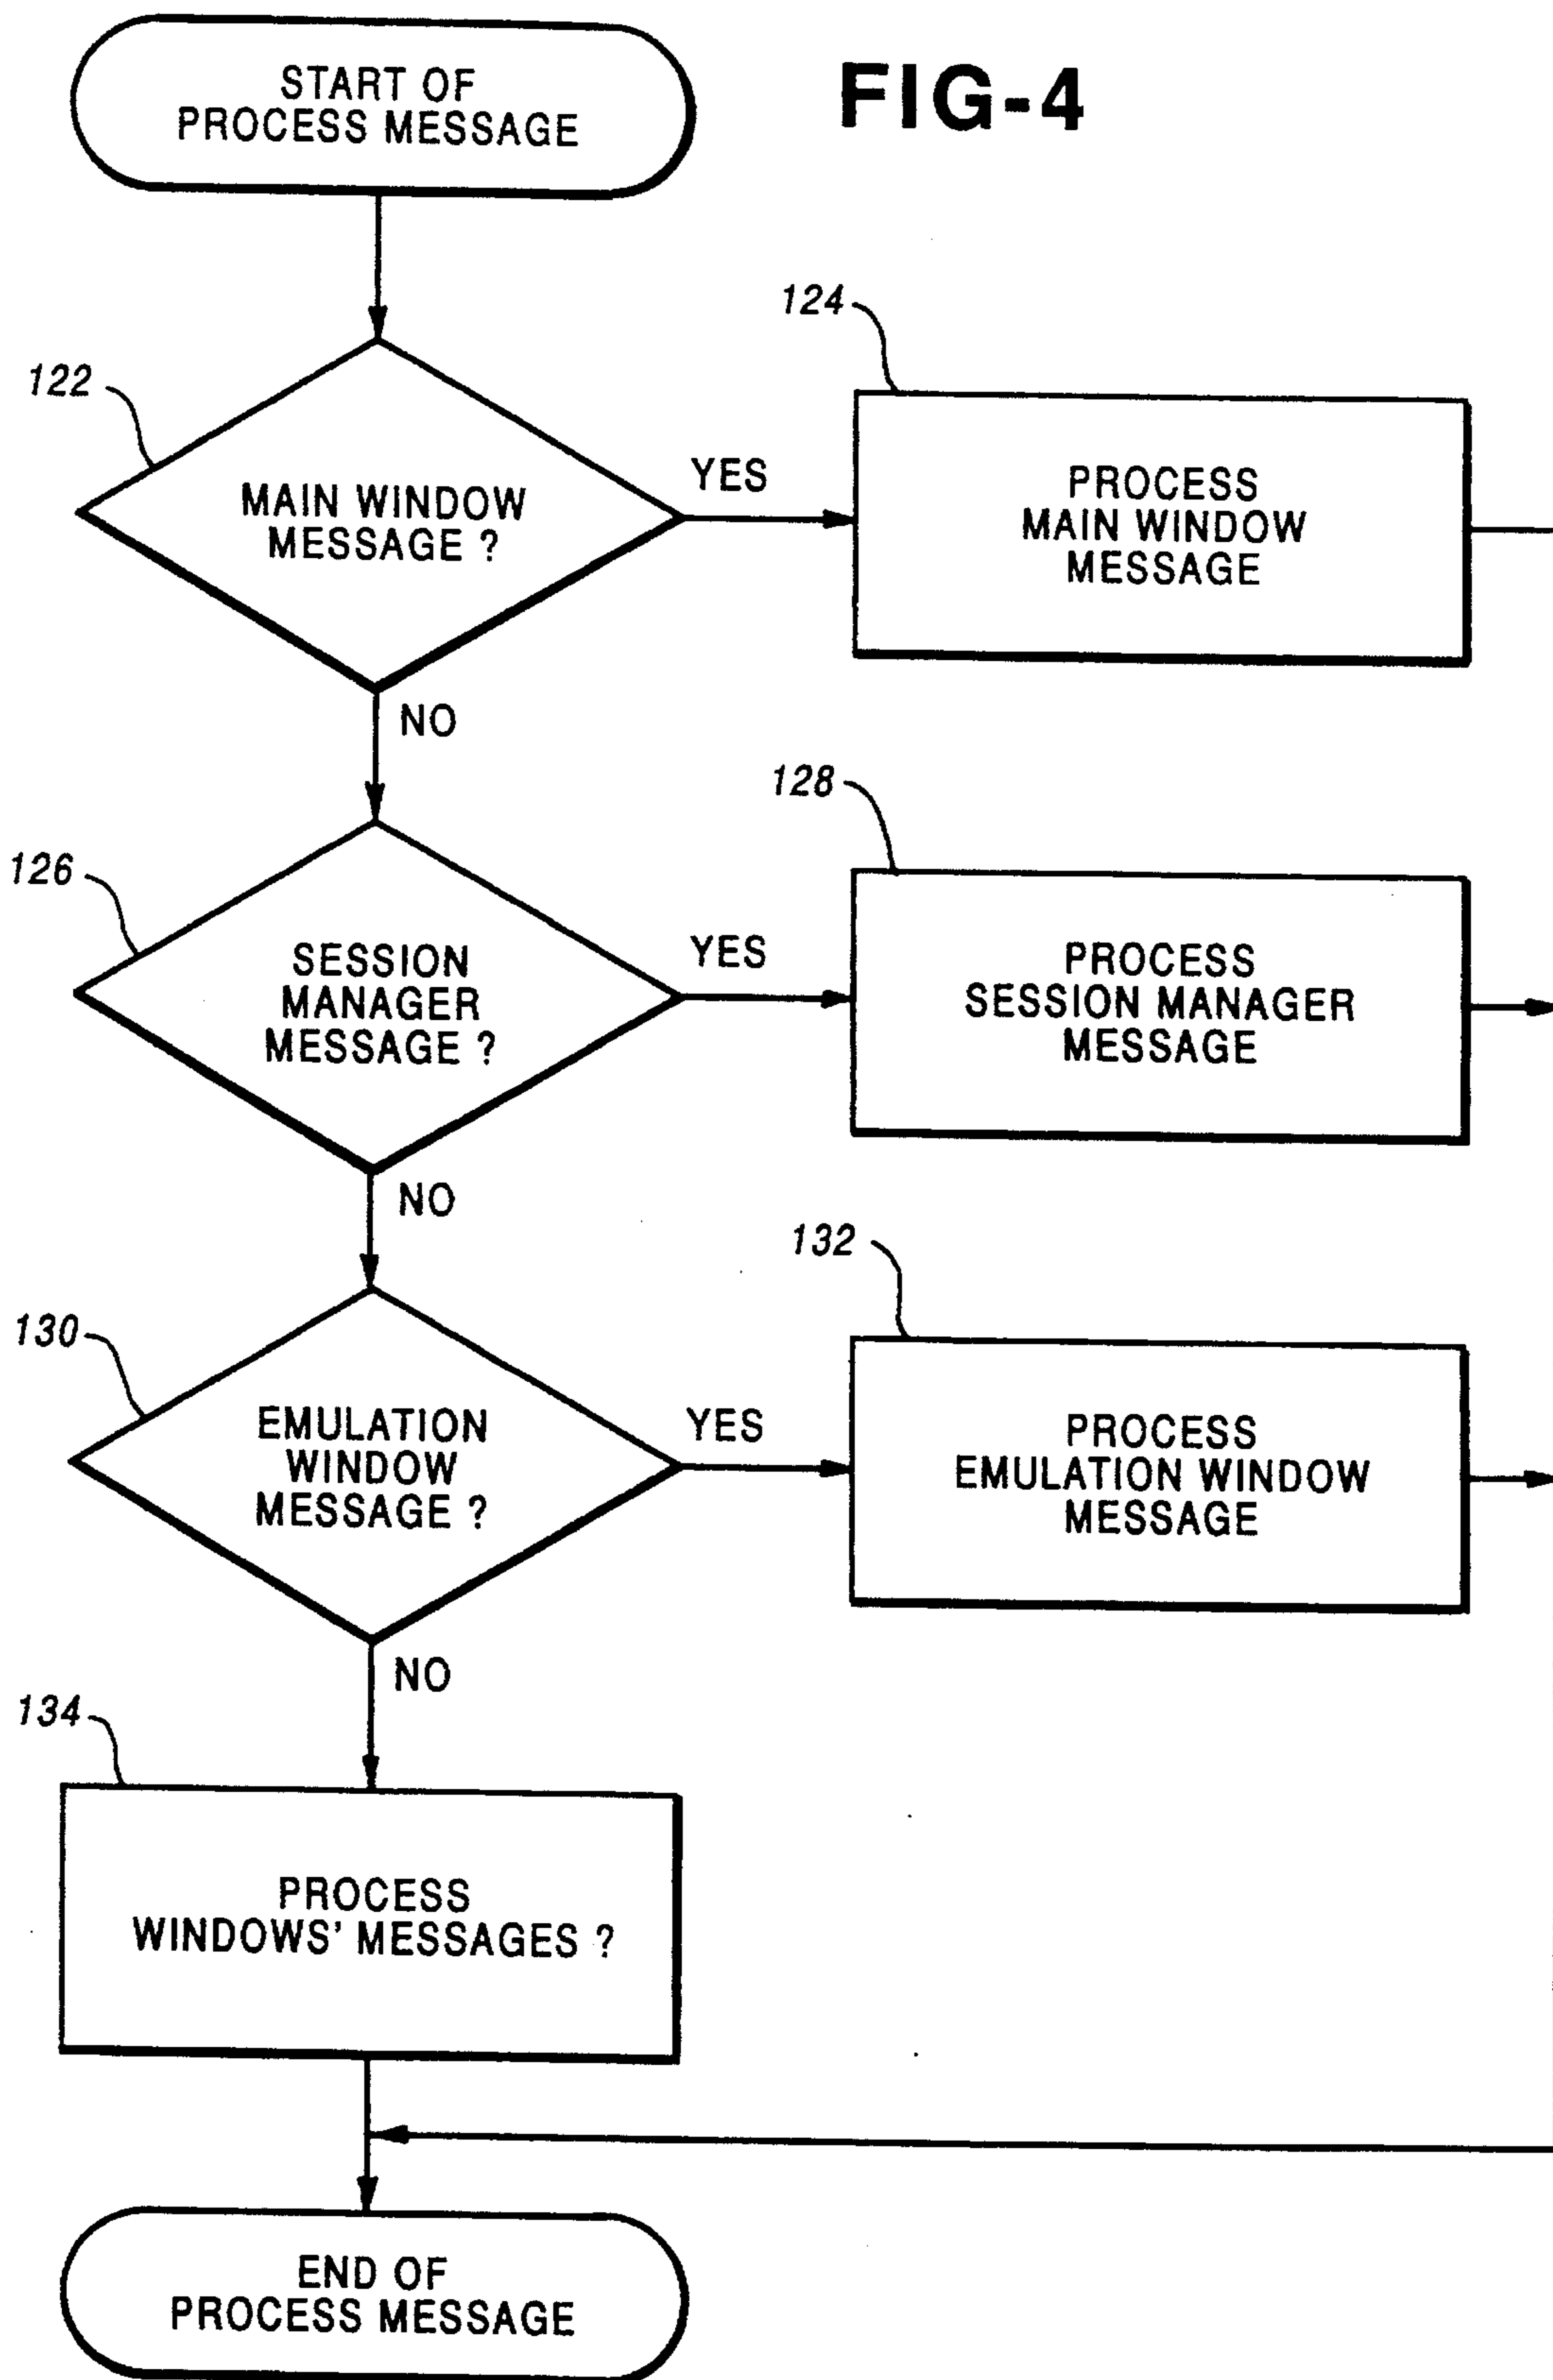 START OF
PROCESS MESSAGE
FIG-4
122
MAIN WINDOW
MESSAGE ?
YES
124
PROCESS
MAIN WINDOW
MESSAGE
NO
126
SESSION
MANAGER
MESSAGE ?
YES
128
PROCESS
SESSION MANAGER
MESSAGE
NO
130
EMULATION
WINDOW
MESSAGE ?
YES
132
PROCESS
EMULATION WINDOW
MESSAGE
NO
134
PROCESS
WINDOWS' MESSAGES ?
END OF
PROCESS MESSAGE